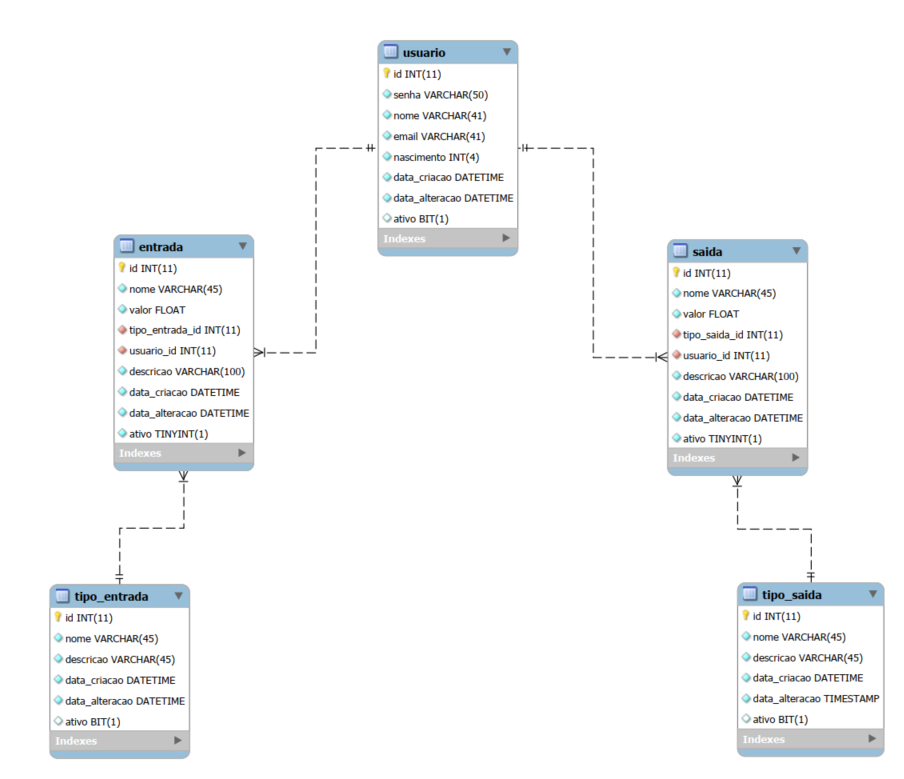 usuario
id INT(11)
senha VARCHAR(50)
nome VARCHAR(41)
email VARCHAR(41)
nascimento INT(4)
data_criacao DATETIME
data_alteracao DATETIME
ativo BIT(1)
Indexes
entrada
id INT(11)
nome VARCHAR(45)
valor FLOAT
tipo_entrada_id INT(11)
usuario_id INT(11)
descricao VARCHAR(100)
data_criacao DATETIME
data_alteracao DATETIME
ativo TINYINT(1)
Indexes
saida
id INT(11)
nome VARCHAR(45)
valor FLOAT
tipo_saida_id INT(11)
usuario_id INT(11)
descricao VARCHAR(100)
data_criacao DATETIME
data_alteracao DATETIME
ativo TINYINT(1)
Indexes
tipo_entrada
id INT(11)
nome VARCHAR(45)
descricao VARCHAR(45)
data_criacao DATETIME
data_alteracao DATETIME
ativo BIT(1)
Indexes
tipo_saida
id INT(11)
nome VARCHAR(45)
descricao VARCHAR(45)
data_criacao DATETIME
data_alteracao TIMESTAMP
ativo BIT(1)
Indexes